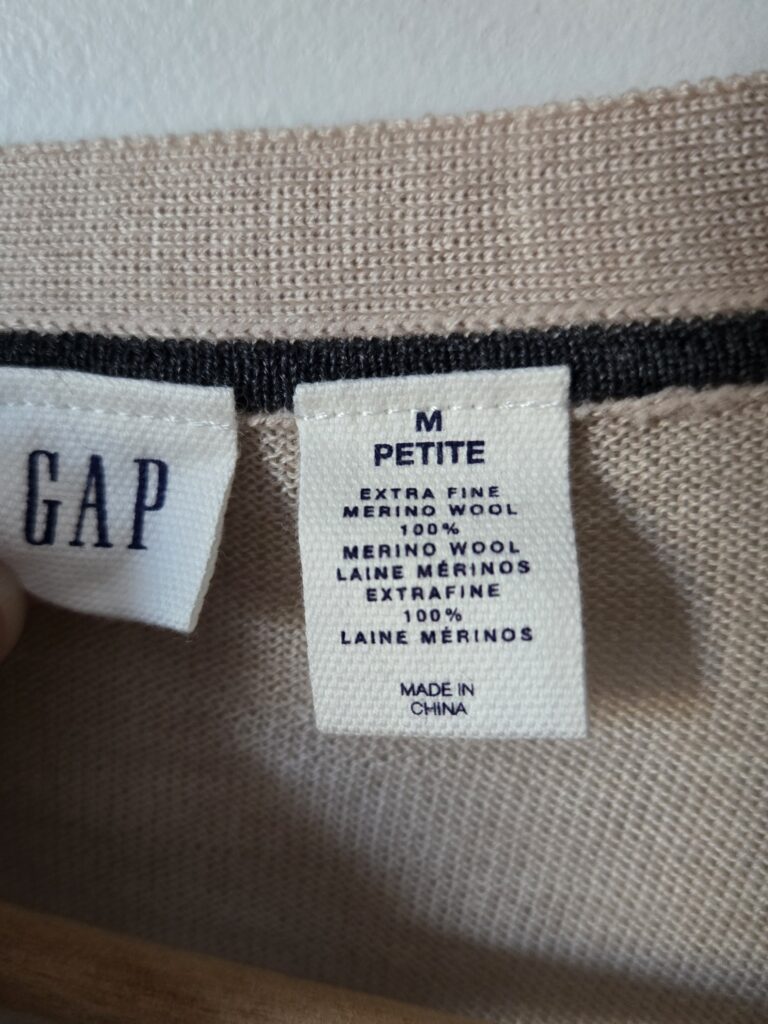 GAP
M
PETITE
EXTRA FINE
MERINO WOOL
100%
MERINO WOOL
LAINE MÉRINOS
EXTRAFINE
100%
LAINE MÉRINOS
MADE IN
CHINA